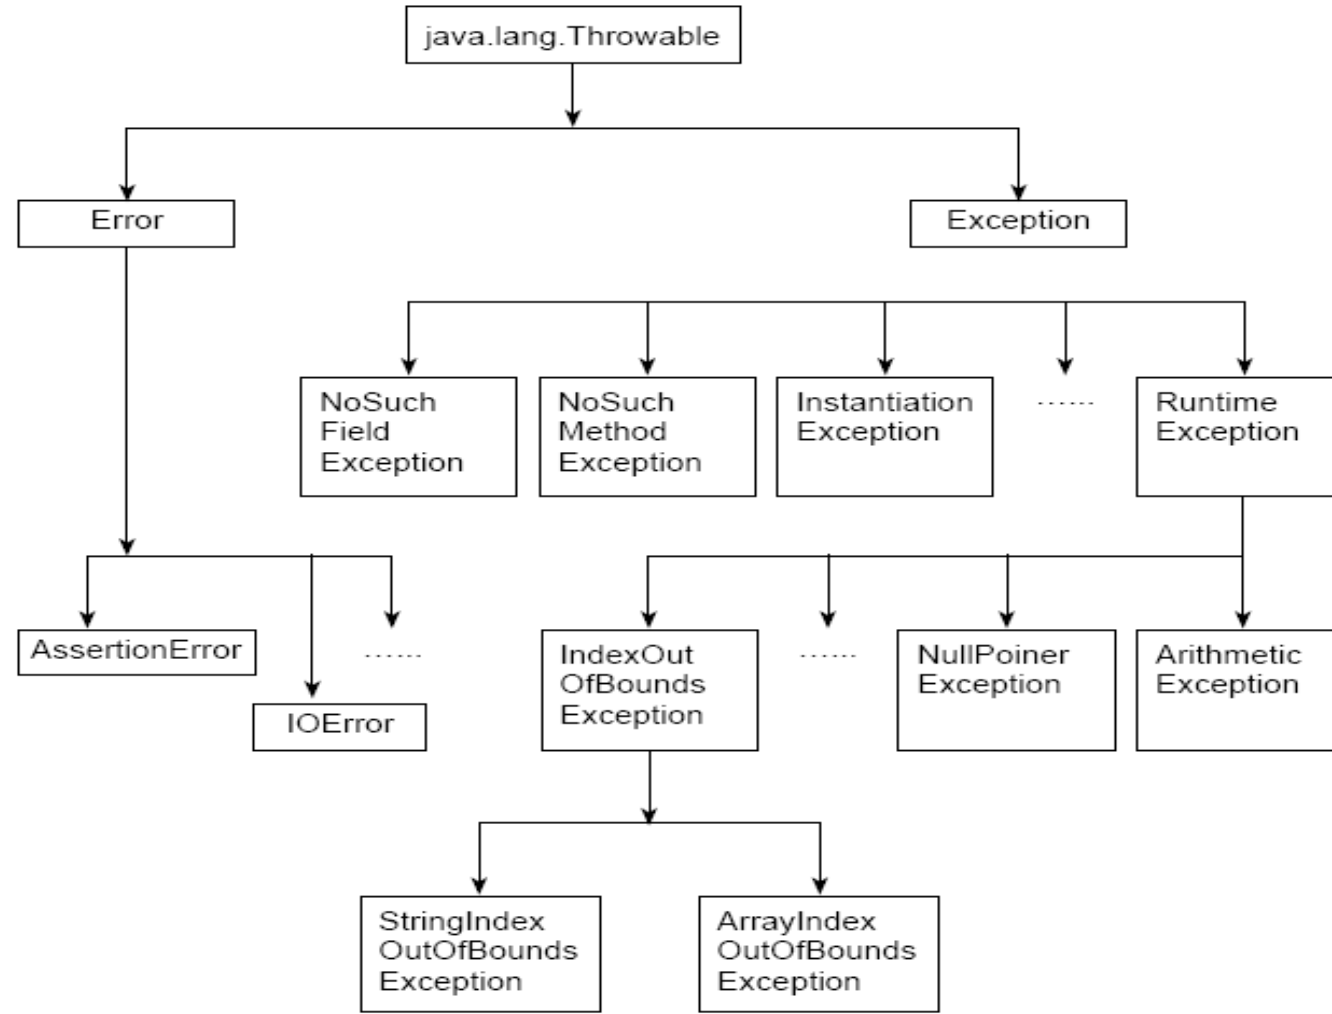 java.lang.Throwable
Error
Exception
NoSuch
Field
Exception
NoSuch
Method
Exception
Instantiation
Exception
......
Runtime
Exception
AssertionError
IOError
......
IndexOut
OfBounds
Exception
......
NullPoiner
Exception
Arithmetic
Exception
StringIndex
OutOfBounds
Exception
ArrayIndex
OutOfBounds
Exception